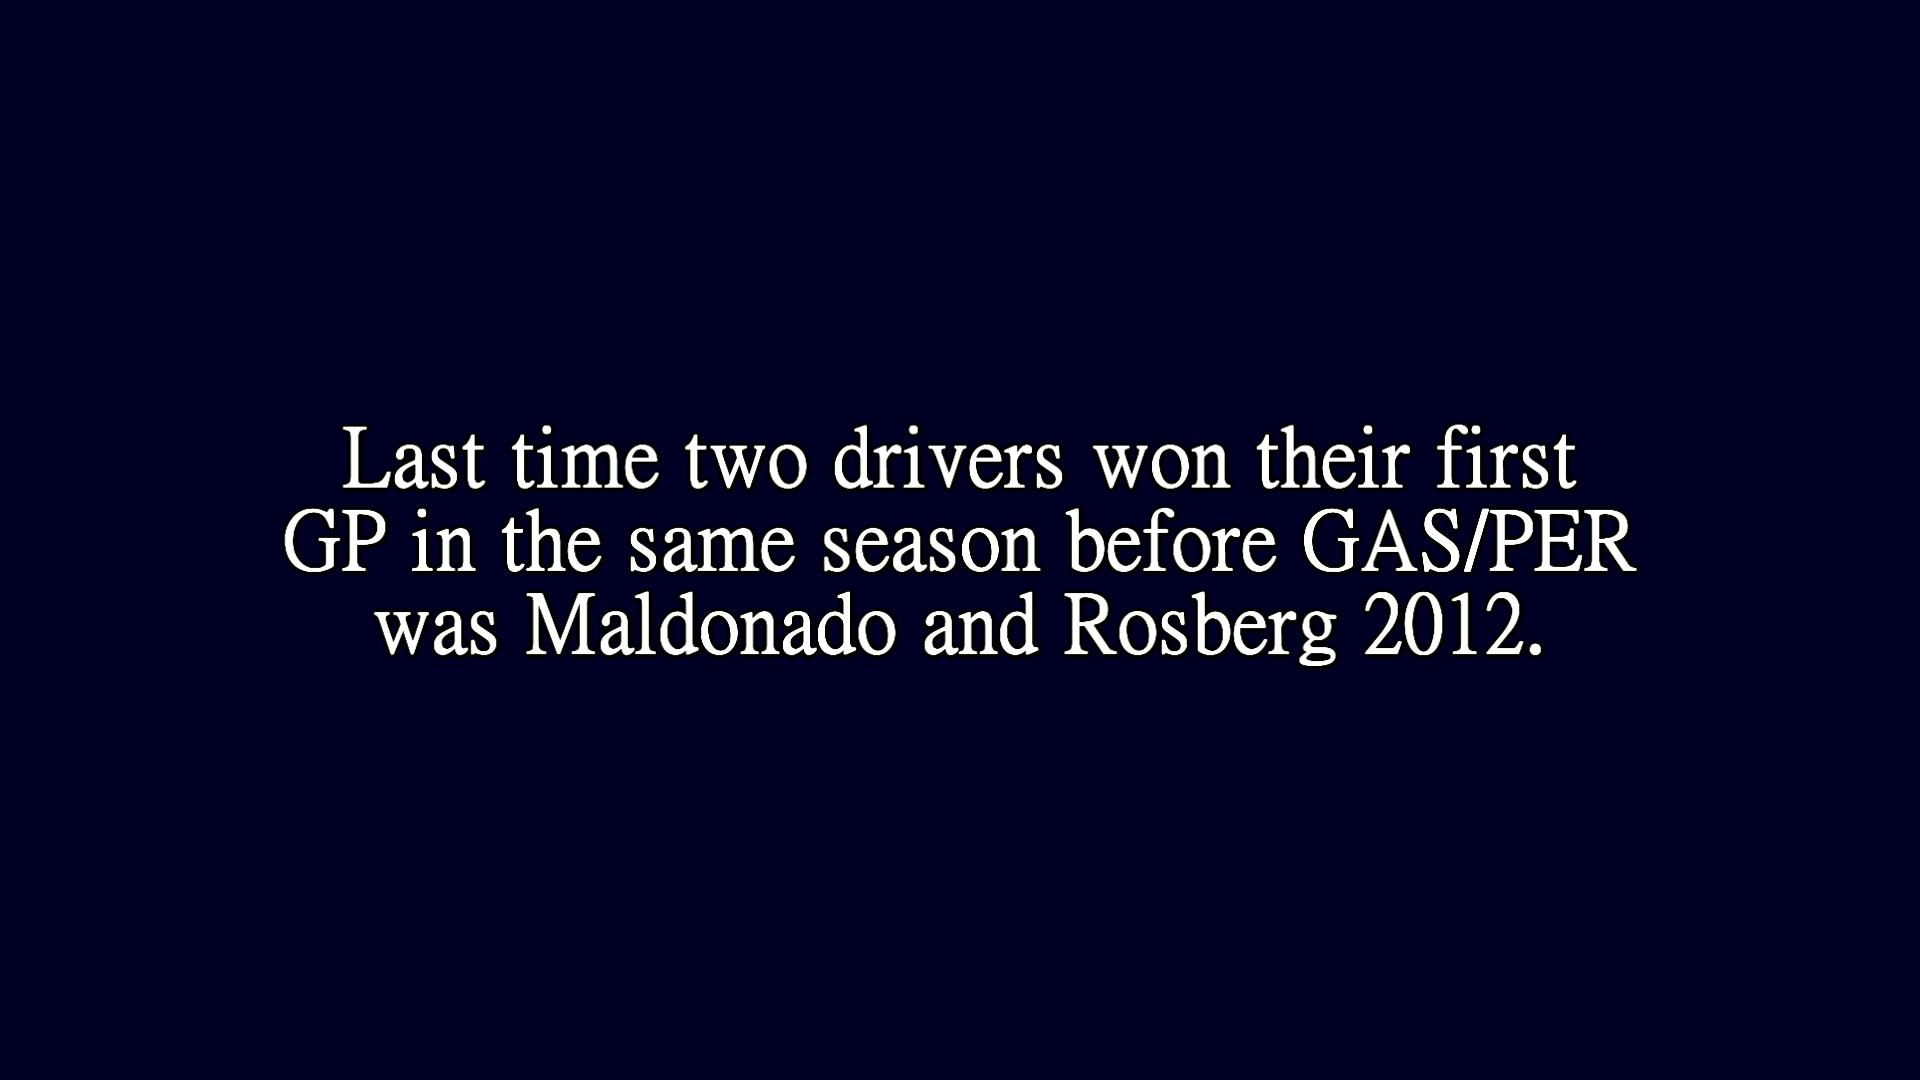 Last time two drivers won their first
GP in the same season before GAS/PER
was Maldonado and Rosberg 2012.